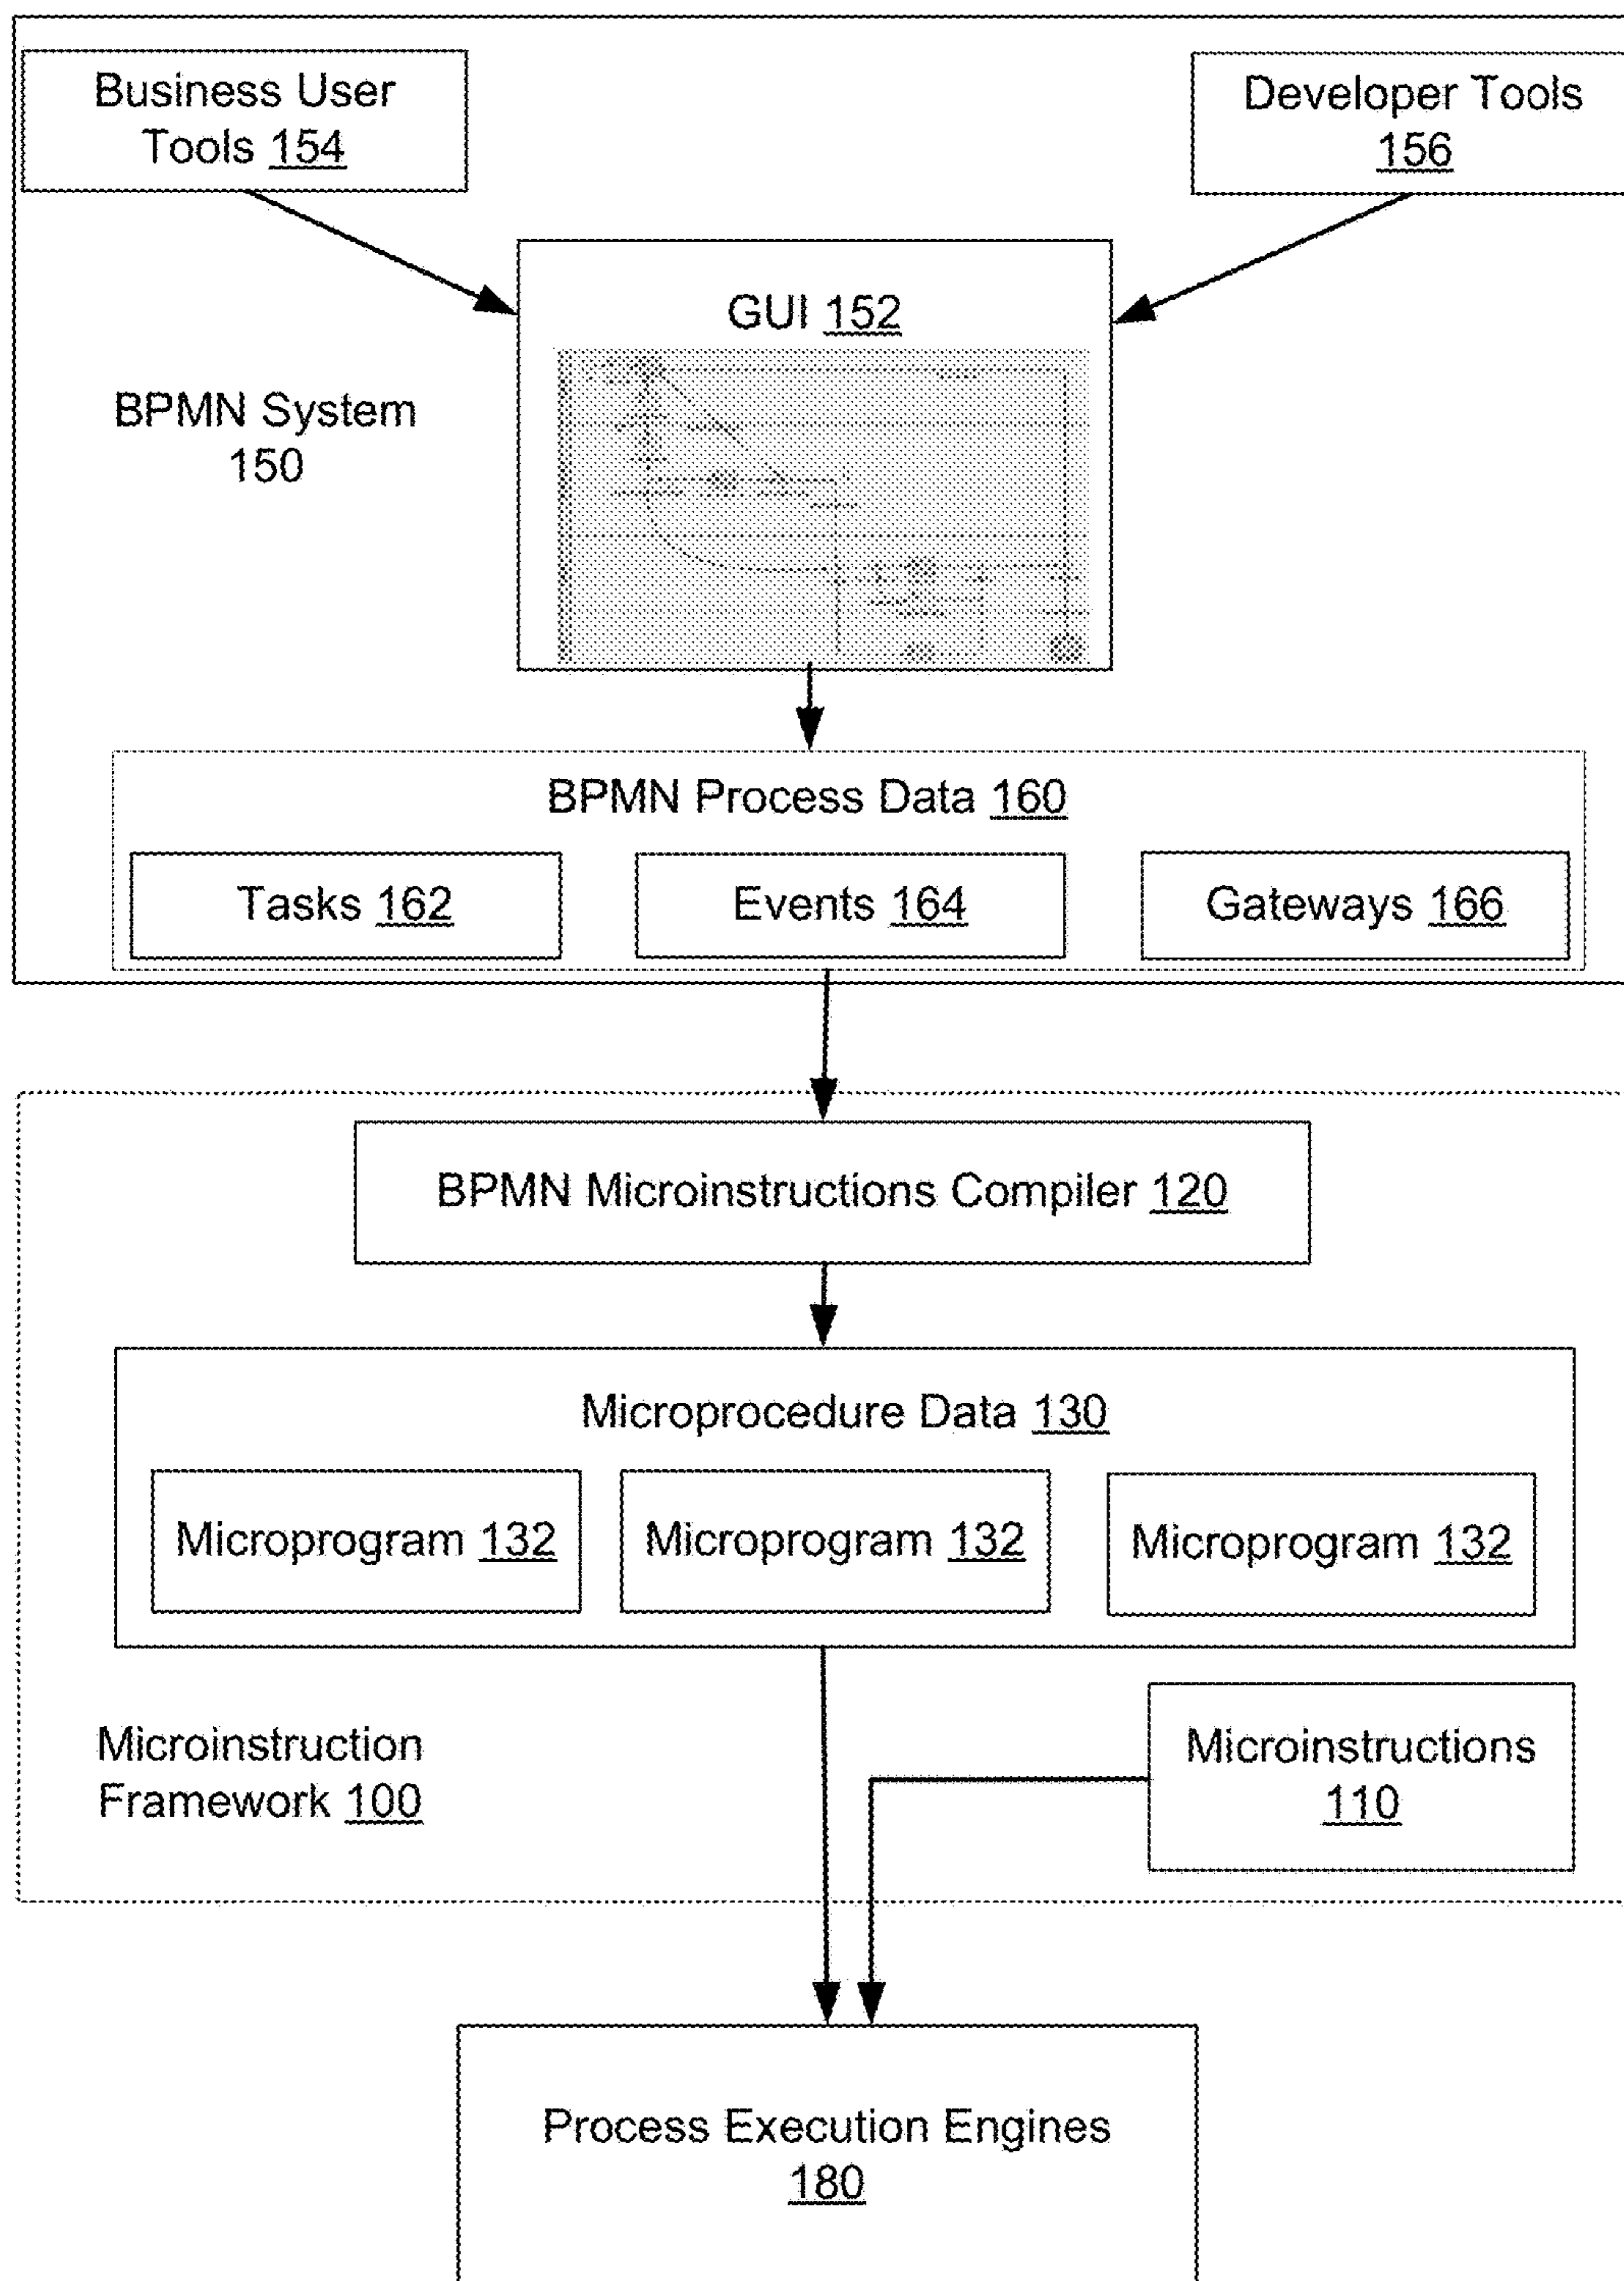 Business User
Tools 154
Developer Tools
156
GUI 152
BPMN System
150
BPMN Process Data 160
Tasks 162
Events 164
Gateways 166
BPMN Microinstructions Compiler 120
Microprocedure Data 130
Microprogram 132
Microprogram 132
Microprogram 132
Microinstruction
Framework 100
Microinstructions
110
Process Execution Engines
180